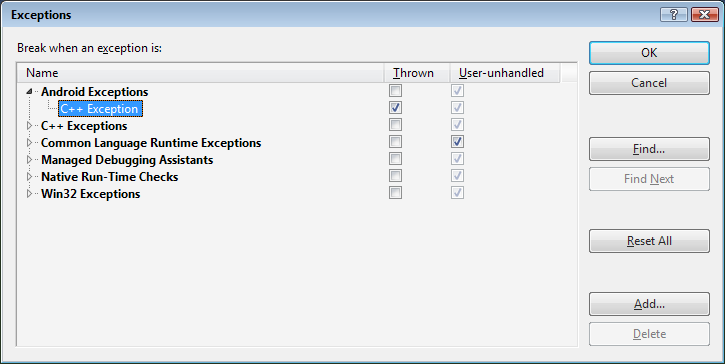 Exceptions
Break when an exception is:
Name Thrown User-unhandled
Android Exceptions
C++ Exception
C++ Exceptions
Common Language Runtime Exceptions
Managed Debugging Assistants
Native Run-Time Checks
Win32 Exceptions
OK
Cancel
Find...
Find Next
Reset All
Add...
Delete